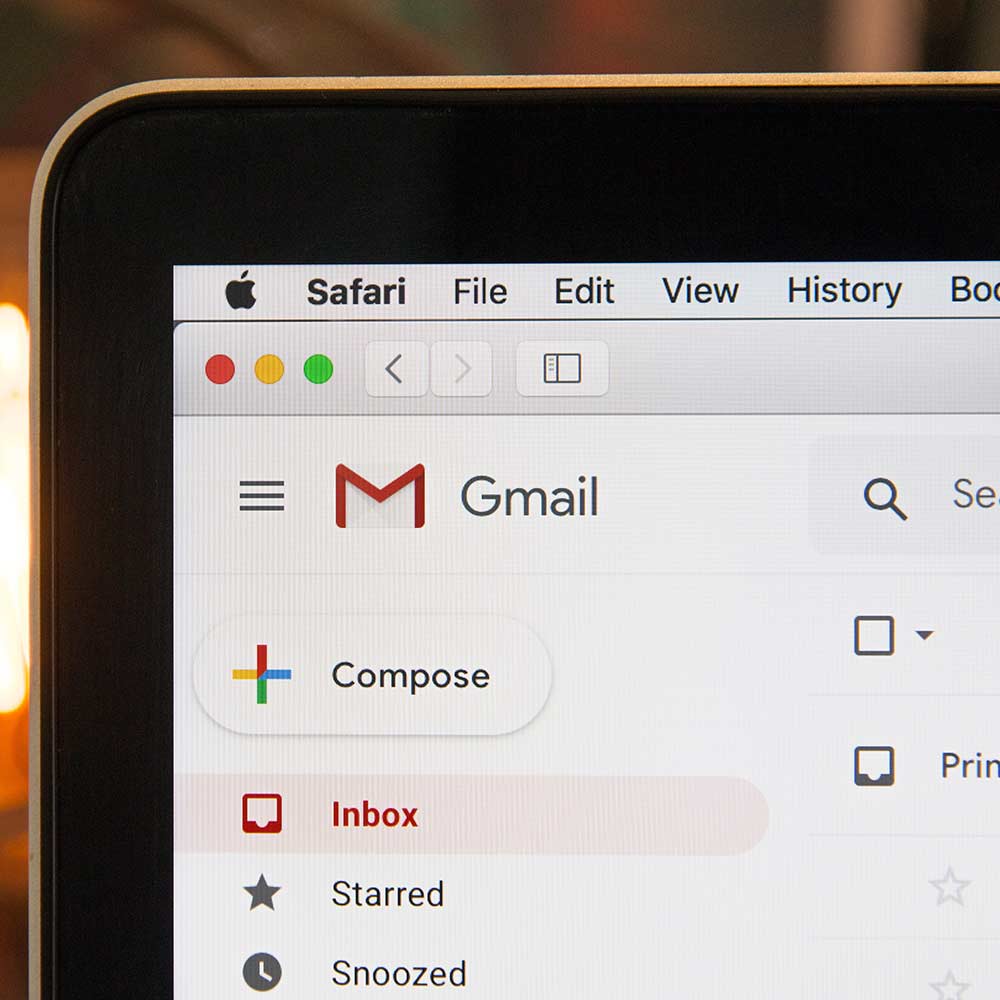 Safari File Edit View History
Gmail
Compose
Inbox
Starred
Snoozed